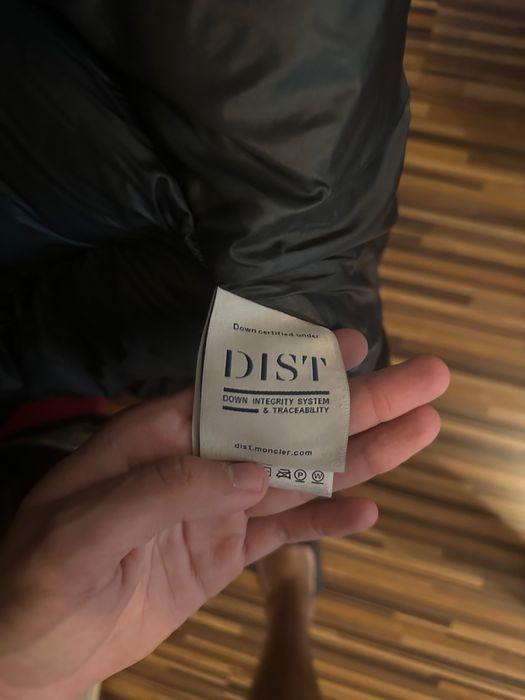 Down certified under
DIST
DOWN INTEGRITY SYSTEM
& TRACEABILITY
dist.moncler.com
P W